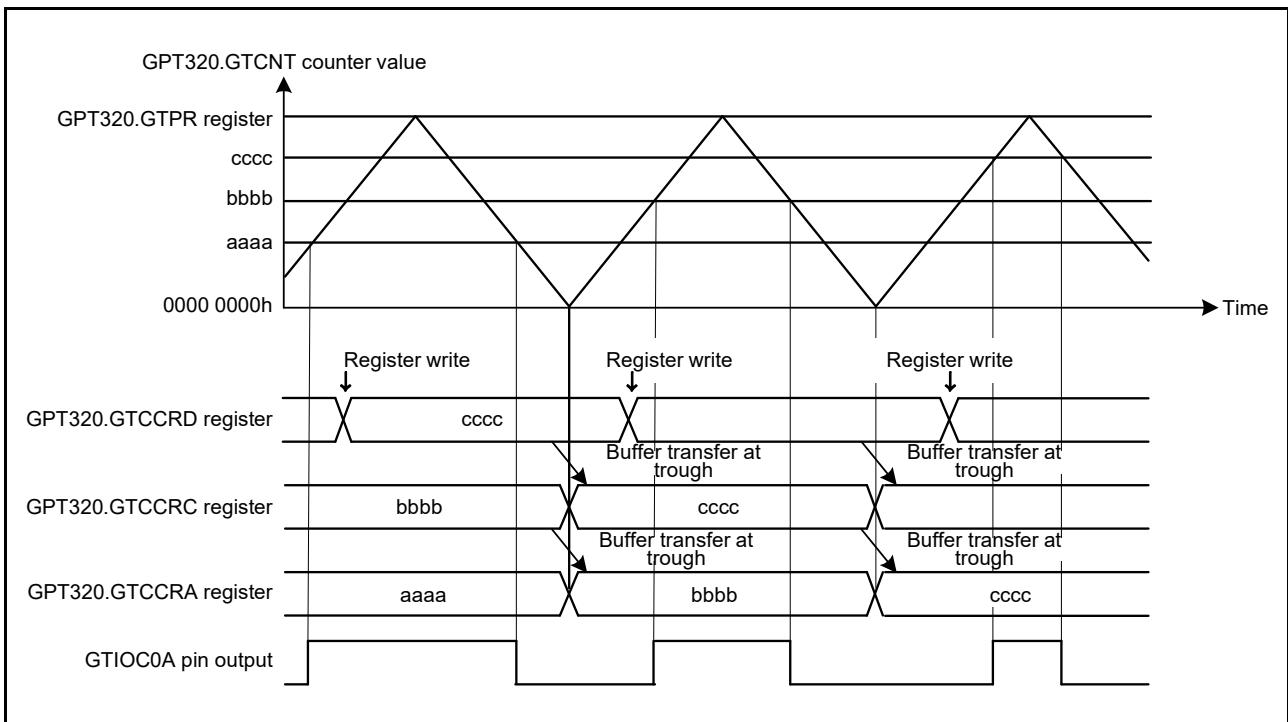 GPT320.GTCNT counter value
GPT320.GTPR register
cccc
bbbb
aaaa
0000 0000h
Time
Register write
Register write
Register write
GPT320.GTCCRD register
cccc
Buffer transfer at
trough
Buffer transfer at
trough
GPT320.GTCCRC register
bbbb
cccc
Buffer transfer at
trough
Buffer transfer at
trough
GPT320.GTCCRA register
aaaa
bbbb
cccc
GTIOC0A pin output